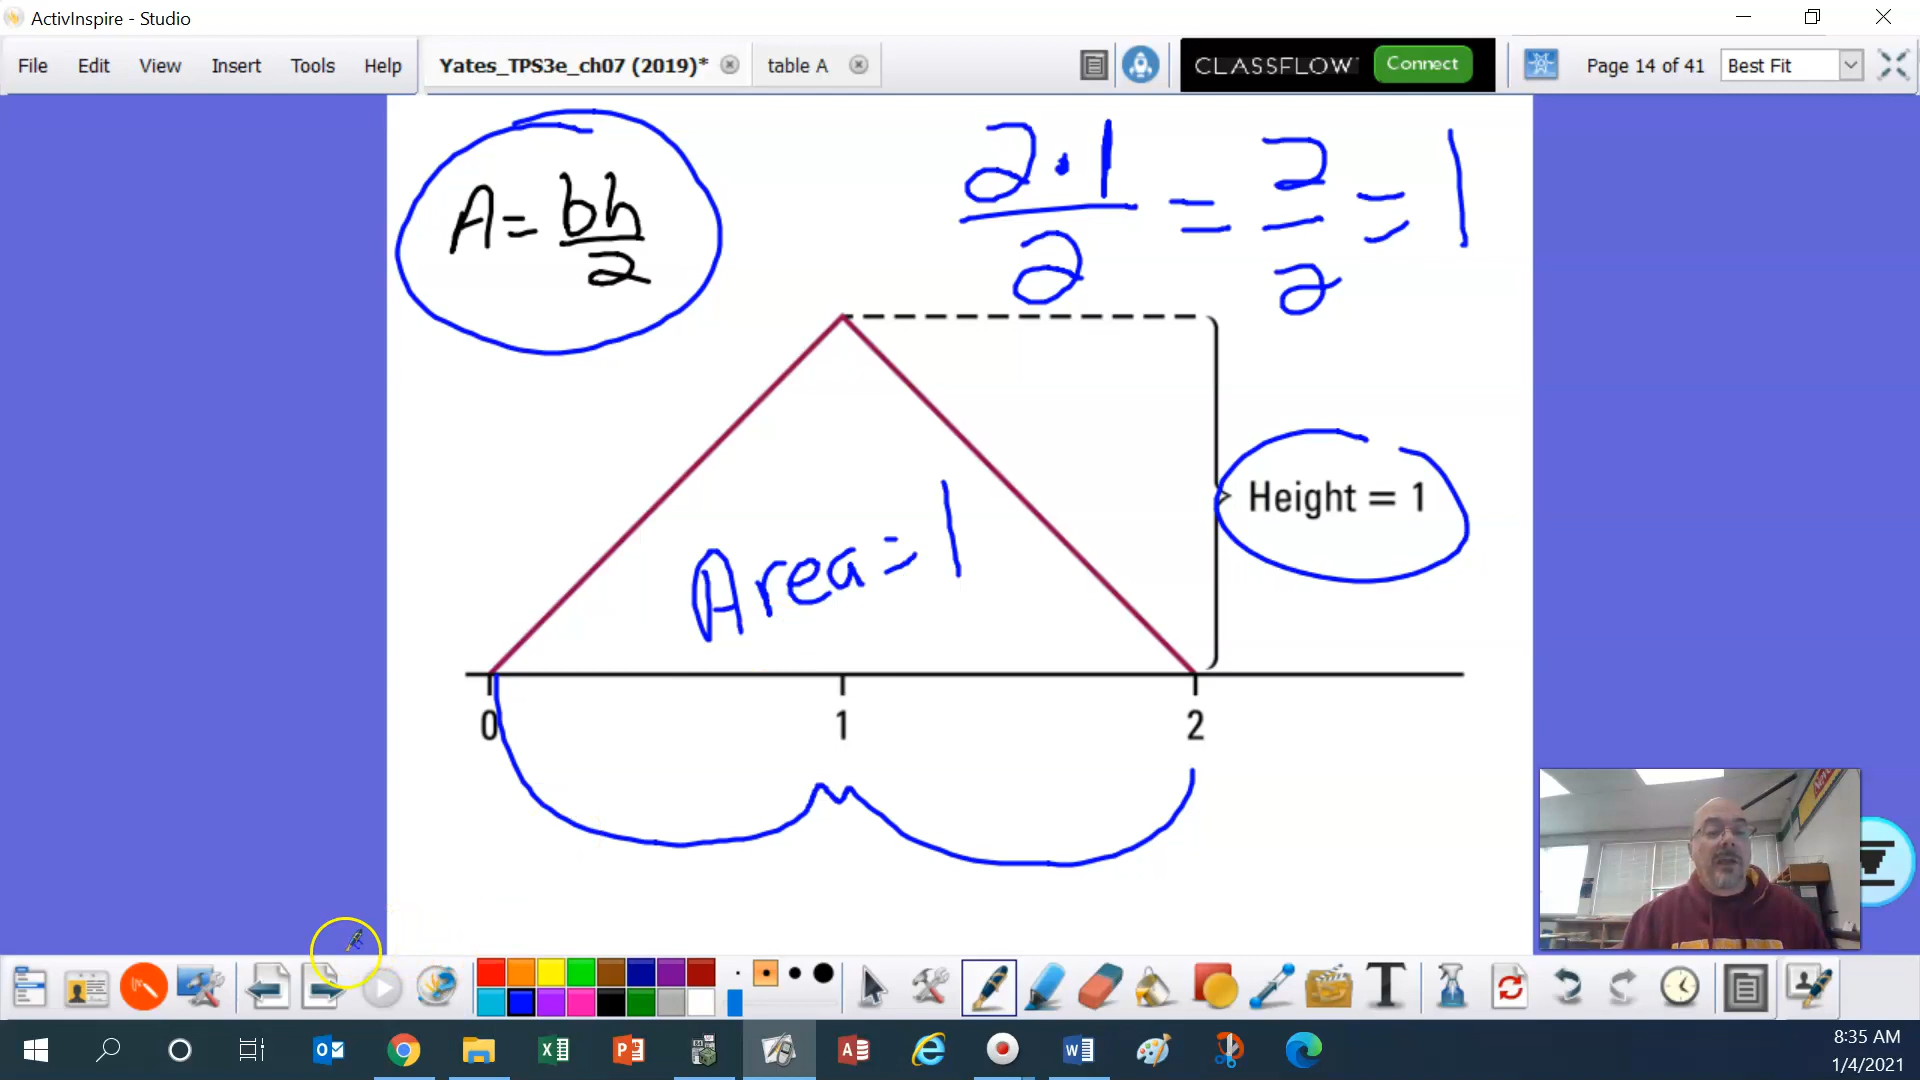 ActivInspire - Studio
File Edit View Insert Tools Help
Yates_TPS3e_ch07 (2019)*
table A
CLASSFLOW
Connect
Page 14 of 41
Best Fit
A = bh/2
2·1/2 = 2/2 = 1
Height = 1
Area = 1
0 1 2
T
8:35 AM
1/4/2021